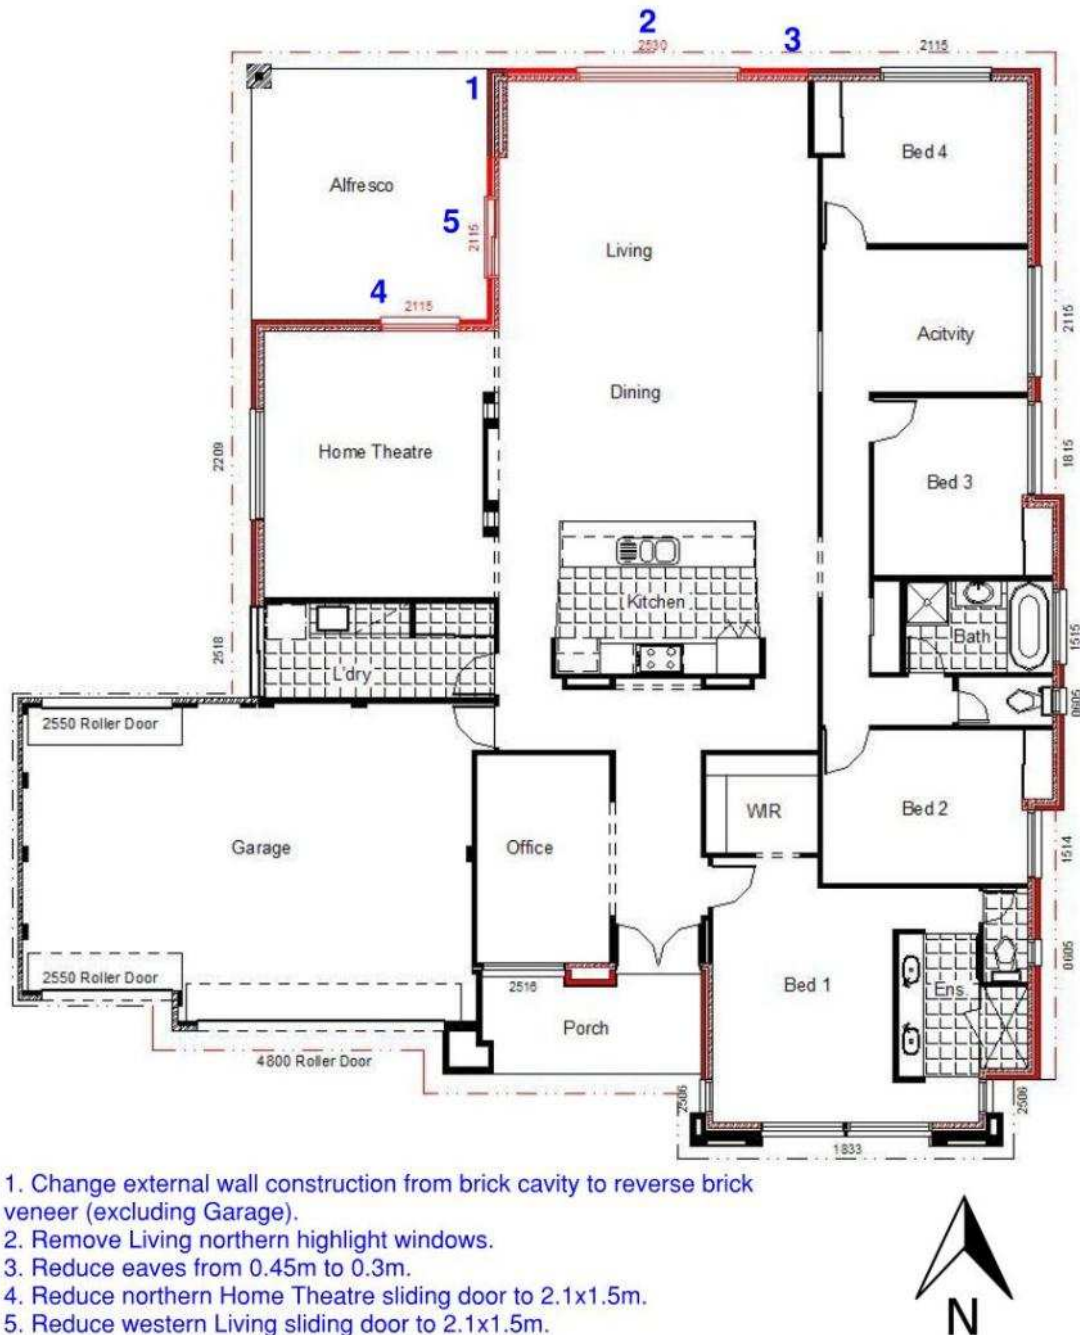 2
2530
3
2115
1
Bed 4
Alfresco
5
2115
Living
4
2115
2115
Acitvity
Dining
2209
Home Theatre
1815
Bed 3
Kitchen
Bath
1515
2518
L'dry
0605
2550 Roller Door
WIR
Bed 2
Garage
Office
1514
2550 Roller Door
2516
Bed 1
Ens
0605
Porch
4800 Roller Door
2506
2506
1833
1. Change external wall construction from brick cavity to reverse brick
veneer (excluding Garage).
2. Remove Living northern highlight windows.
3. Reduce eaves from 0.45m to 0.3m.
4. Reduce northern Home Theatre sliding door to 2.1x1.5m.
5. Reduce western Living sliding door to 2.1x1.5m.
N